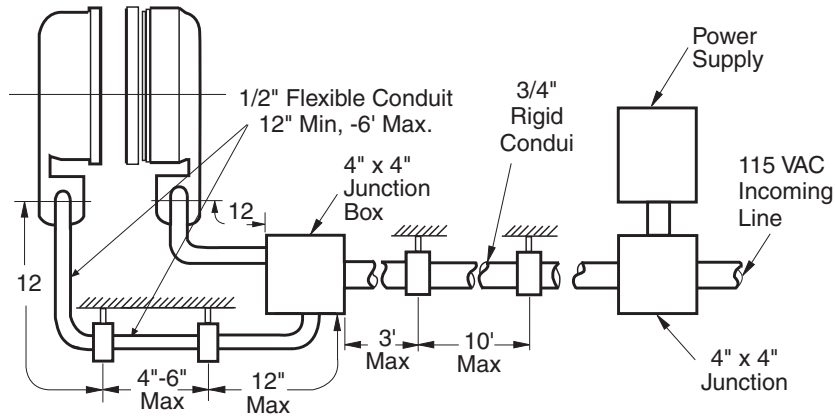 Power
Supply
1/2" Flexible Conduit
12" Min, -6' Max.
3/4"
Rigid
Condui
4" x 4"
Junction
Box
115 VAC
Incoming
Line
12
12
3'
Max
10'
Max
4"-6"
Max
12"
Max
4" x 4"
Junction